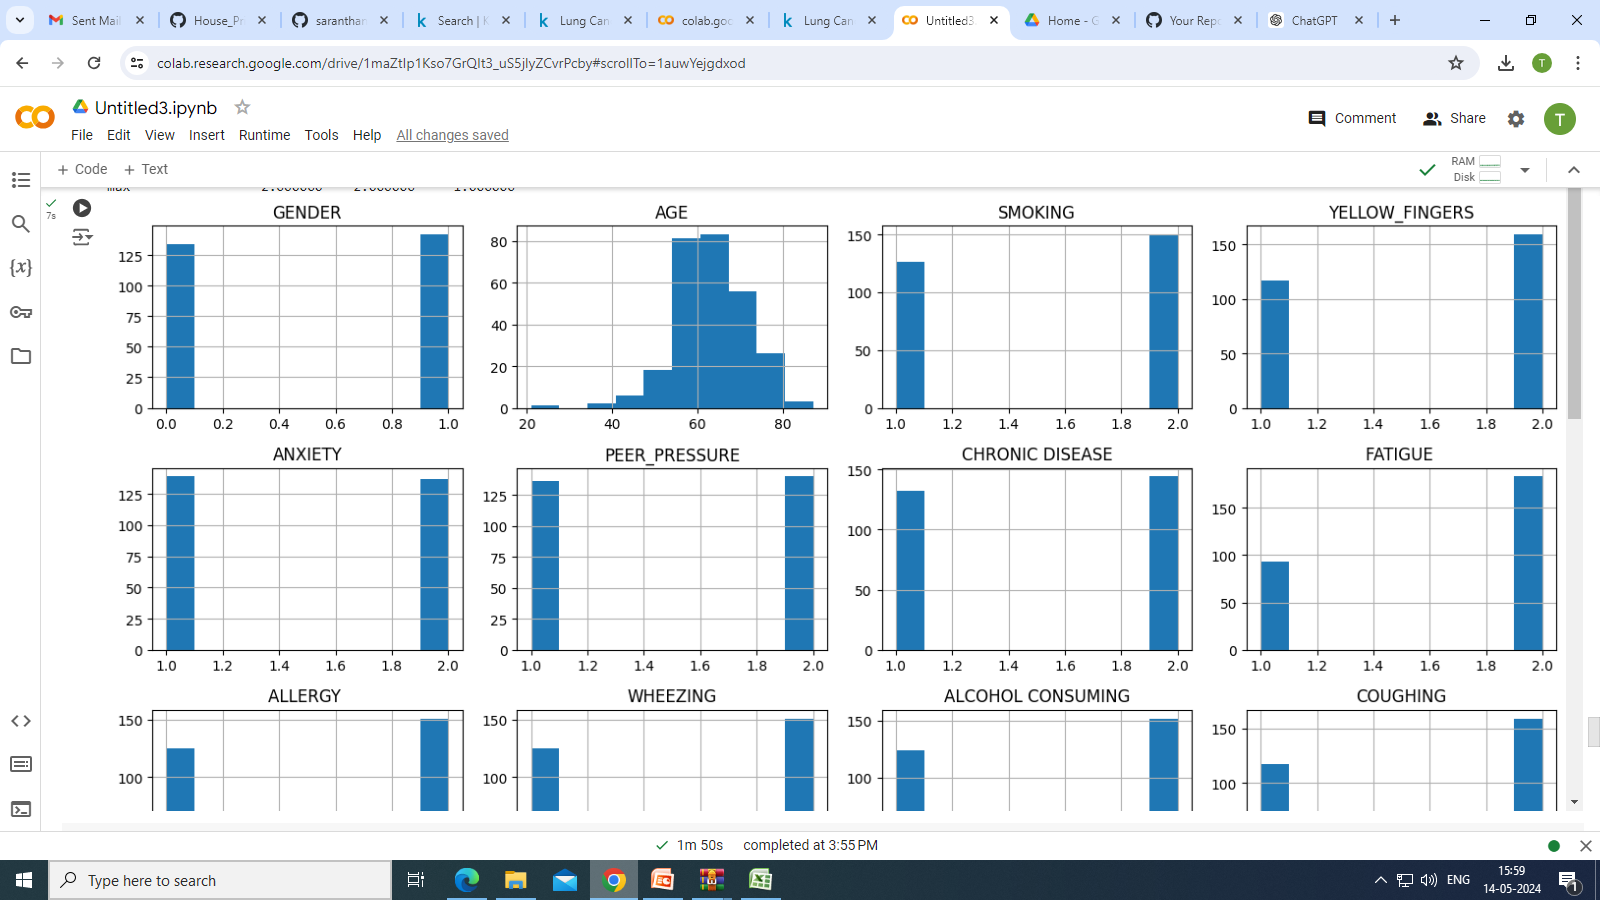 Sent Mail
House_Pr
saranthan
Search | K
Lung Can
colab.goo
Lung Can
Untitled3
Home - G
Your Repo
ChatGPT
colab.research.google.com/drive/1maZtIp1Kso7GrQIt3_uS5jIyZCvrPcby#scrollTo=1auwYejgdxod
T
Untitled3.ipynb
Comment
Share
T
File Edit View Insert Runtime Tools Help All changes saved
+ Code + Text
RAM
Disk
max 2.000000 2.000000 1.000000
7s
{x}
GENDER
125
100
75
50
25
0
0.0 0.2 0.4 0.6 0.8 1.0
AGE
80
60
40
20
0
20 40 60 80
SMOKING
150
100
50
0
1.0 1.2 1.4 1.6 1.8 2.0
YELLOW_FINGERS
150
100
50
0
1.0 1.2 1.4 1.6 1.8 2.0
ANXIETY
125
100
75
50
25
0
1.0 1.2 1.4 1.6 1.8 2.0
PEER_PRESSURE
125
100
75
50
25
0
1.0 1.2 1.4 1.6 1.8 2.0
CHRONIC DISEASE
150
100
50
0
1.0 1.2 1.4 1.6 1.8 2.0
FATIGUE
150
100
50
0
1.0 1.2 1.4 1.6 1.8 2.0
ALLERGY
150
100
WHEEZING
150
100
ALCOHOL CONSUMING
150
100
COUGHING
150
100
1m 50s completed at 3:55 PM
Type here to search
ENG
15:59
14-05-2024
1